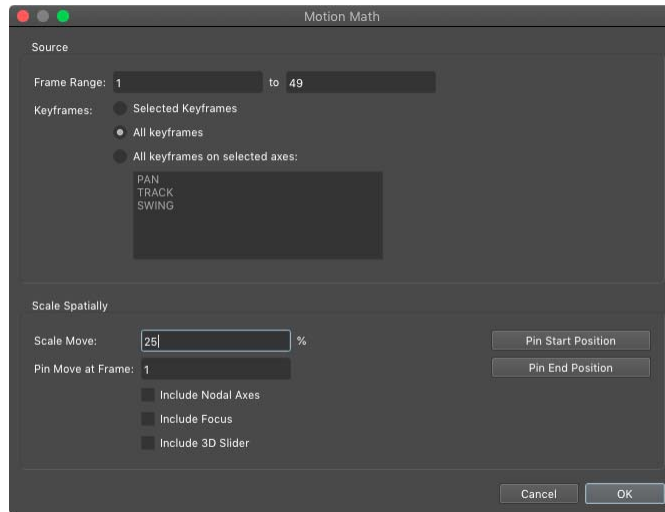 Motion Math
Source
Frame Range: 1 to 49
Keyframes: Selected Keyframes
All keyframes
All keyframes on selected axes:
PAN
TRACK
SWING
Scale Spatially
Scale Move: 25 % Pin Start Position
Pin Move at Frame: 1 Pin End Position
Include Nodal Axes
Include Focus
Include 3D Slider
Cancel OK